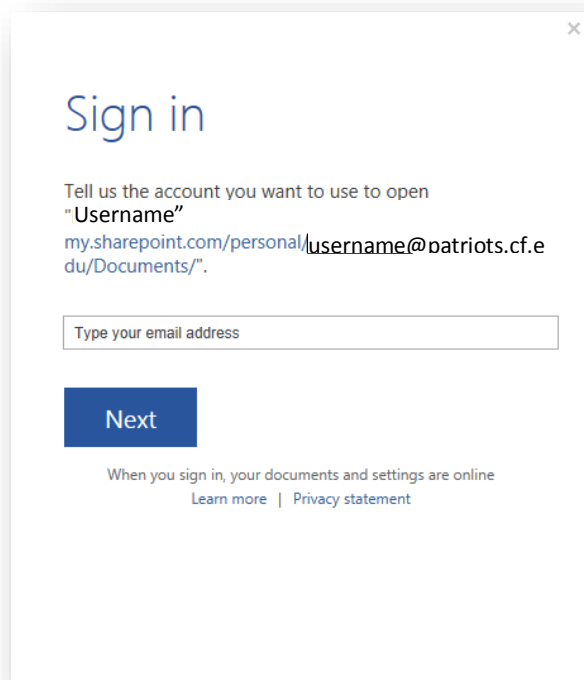 Sign in
Tell us the account you want to use to open
"Username”
my.sharepoint.com/personal/username@patriots.cf.e
du/Documents/".
Type your email address
Next
When you sign in, your documents and settings are online
Learn more | Privacy statement